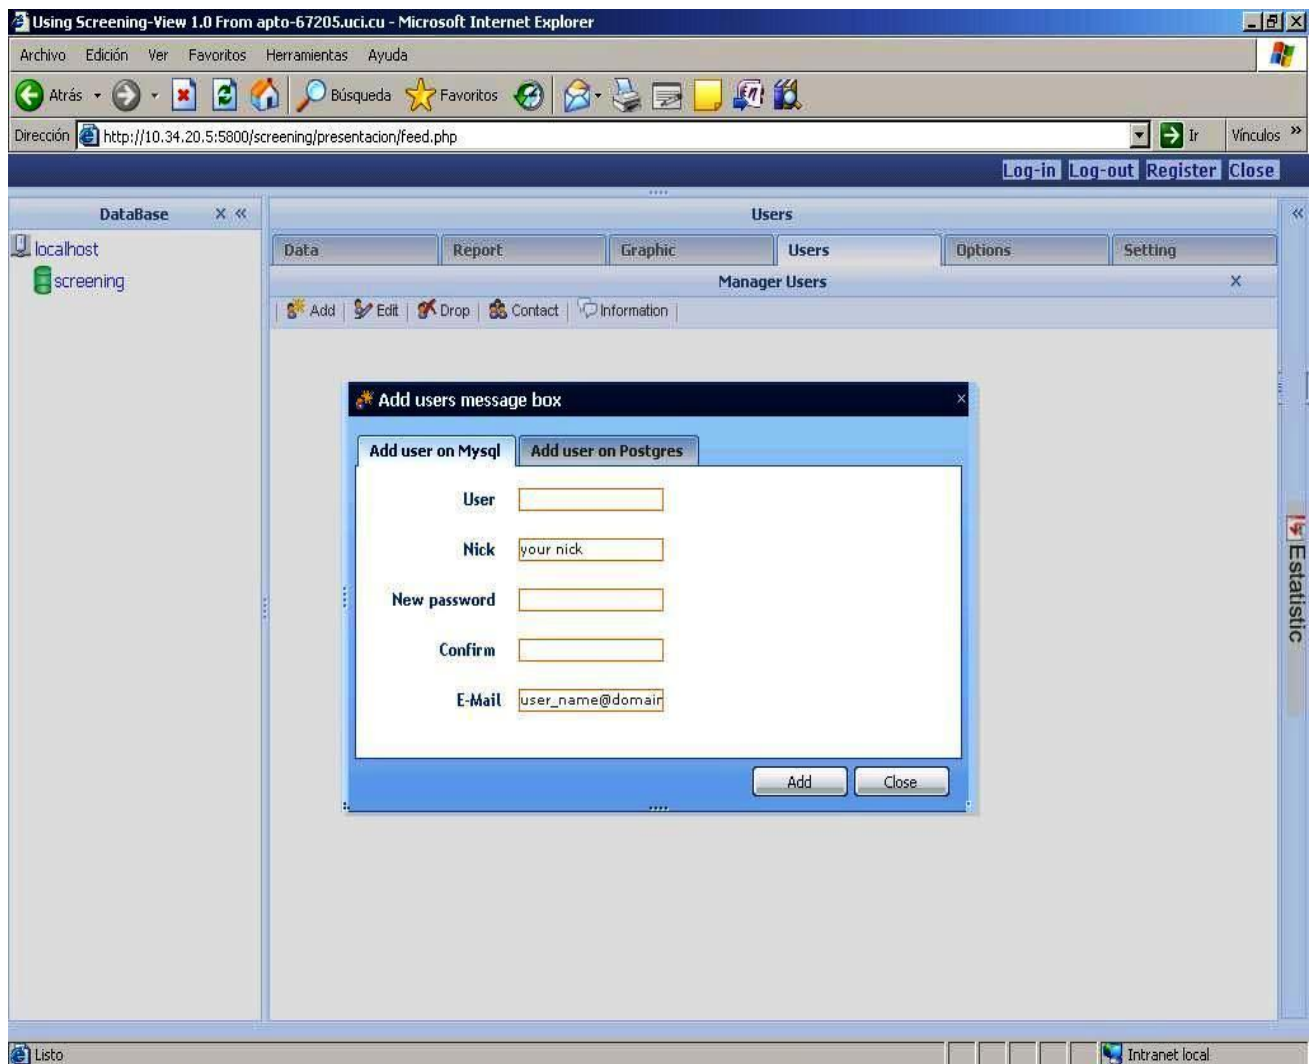 Using Screening-View 1.0 From apto-67205.uci.cu - Microsoft Internet Explorer
Archivo Edición Ver Favoritos Herramientas Ayuda
Atrás Búsqueda Favoritos
Dirección http://10.34.20.5:5800/screening/presentacion/feed.php Ir Vínculos »
Log-in Log-out Register Close
DataBase X « Users «
localhost
screening
Data Report Graphic Users Options Setting
Manager Users X
Add Edit Drop Contact Information
Add users message box x
Add user on Mysql Add user on Postgres
User
Nick your nick
New password
Confirm
E-Mail user_name@domain
Add Close
Estatistic
Listo Intranet local